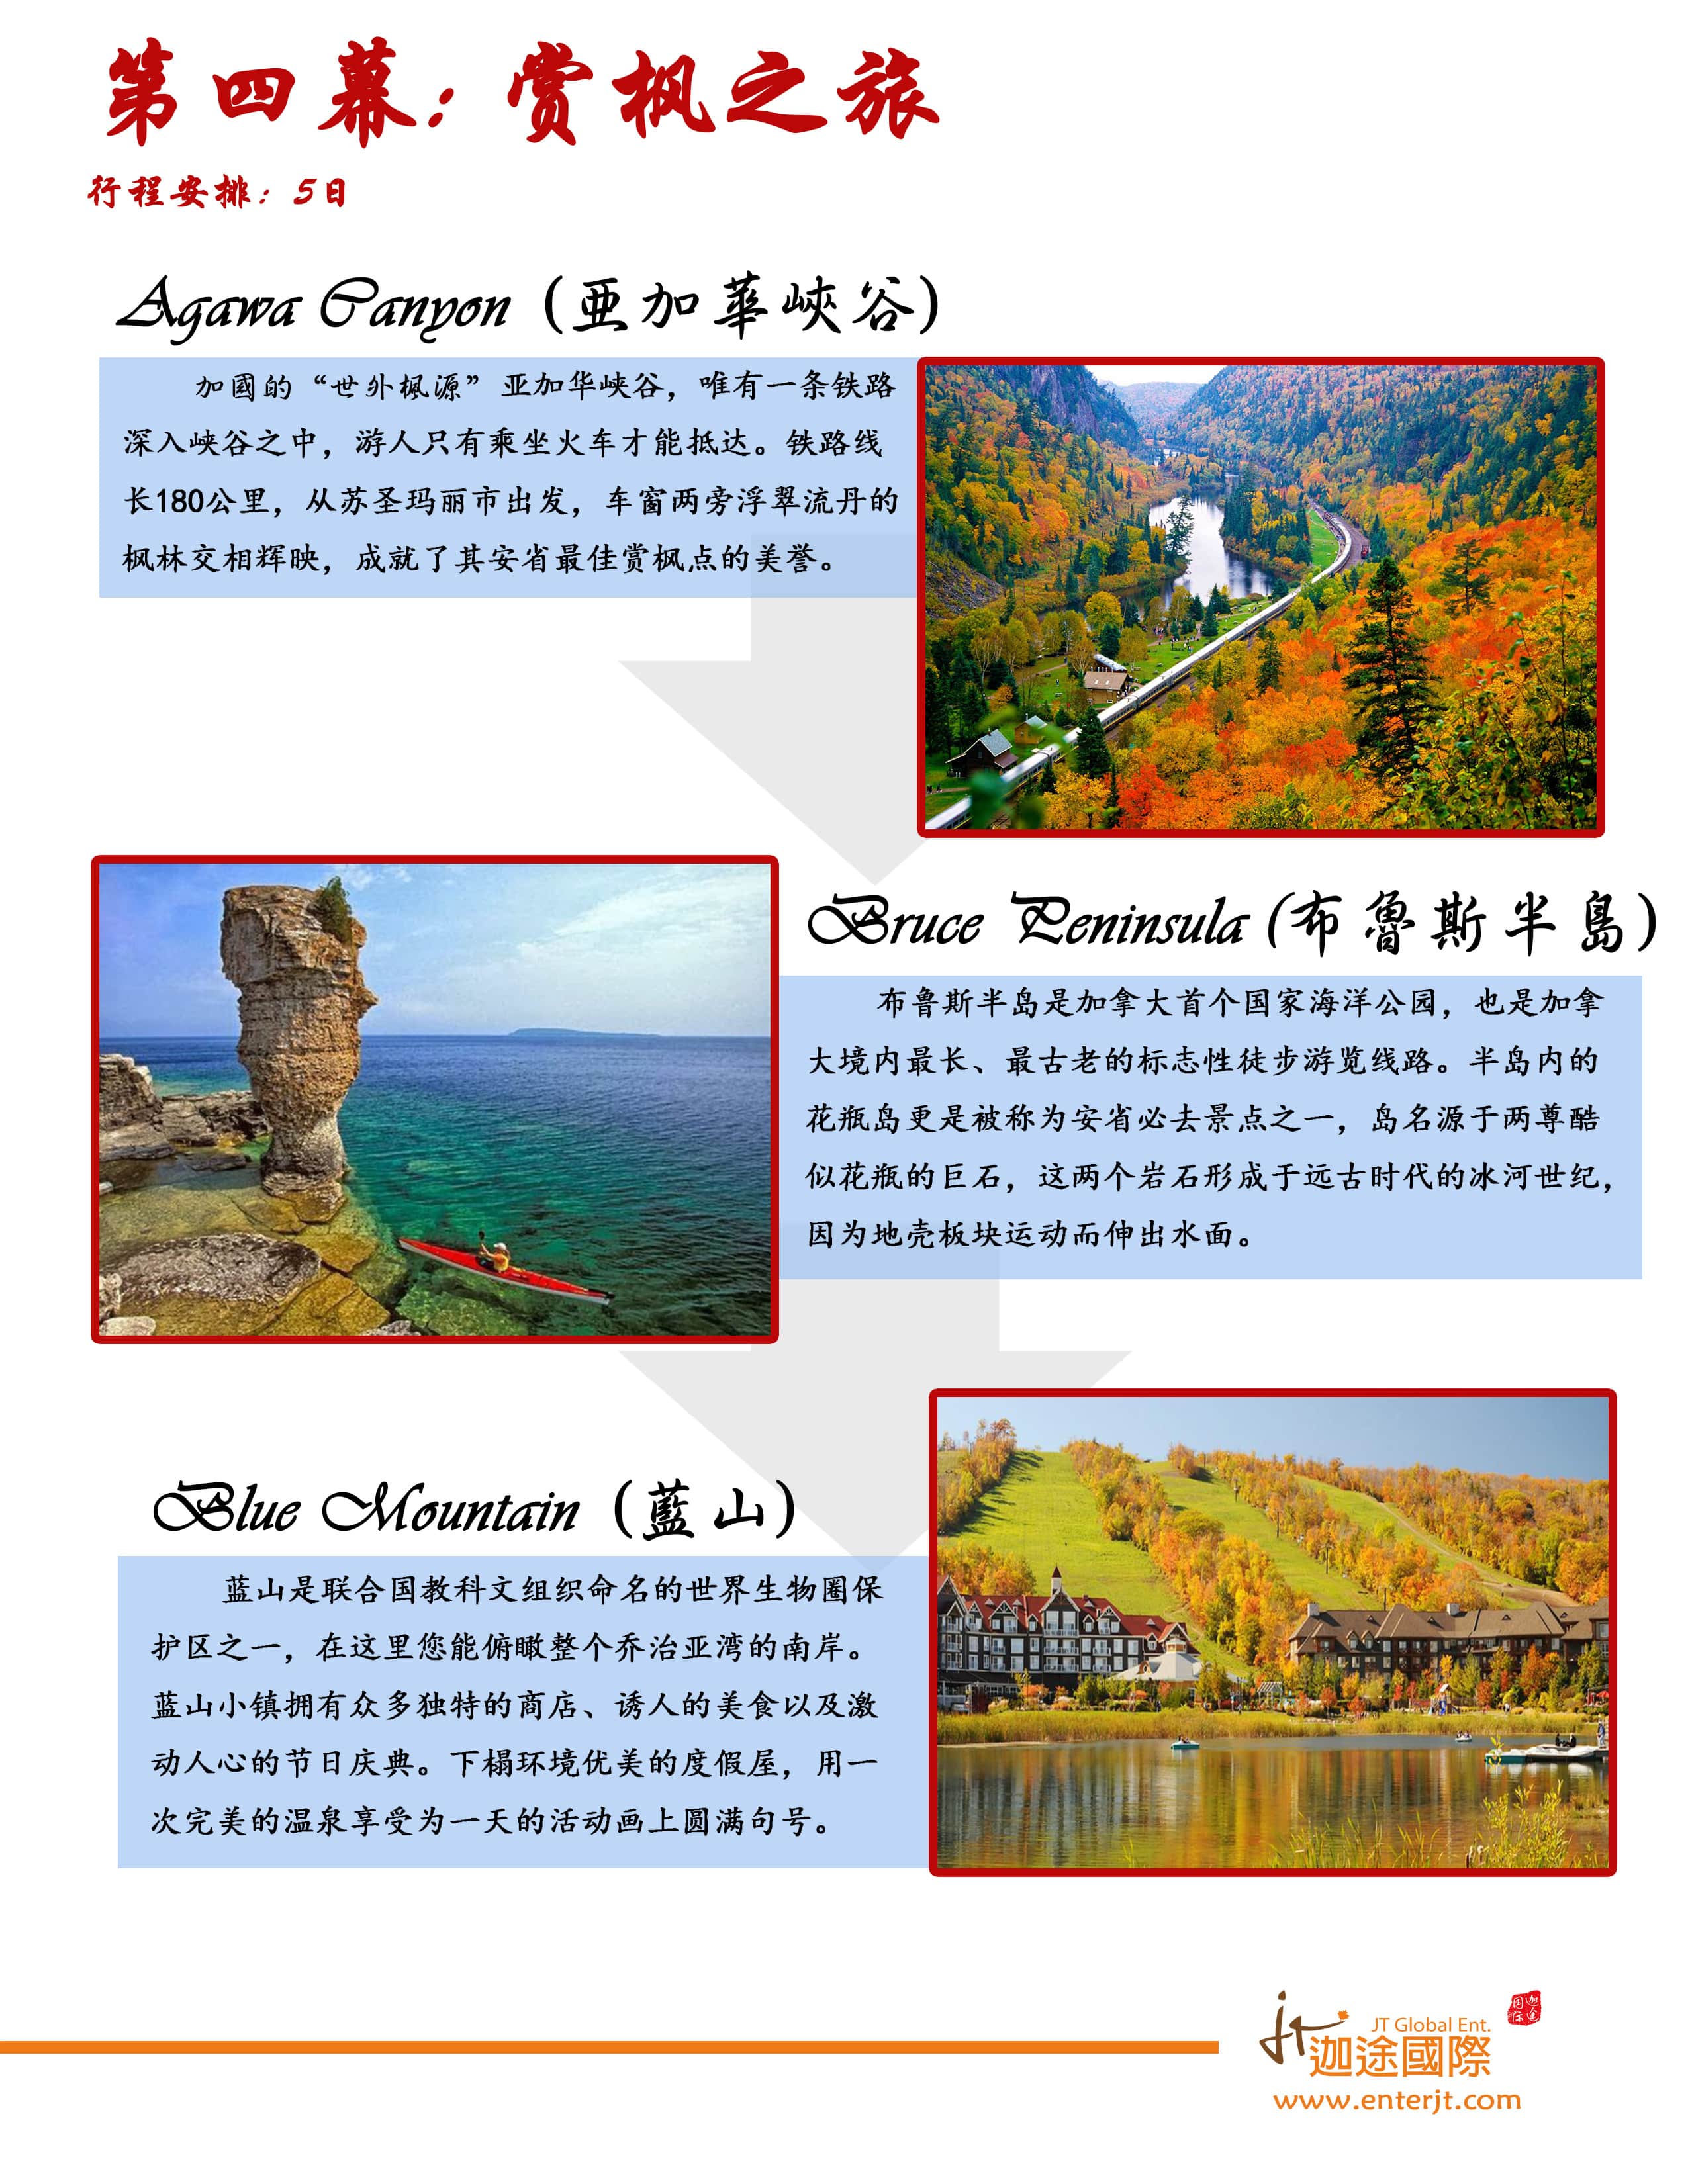 第四幕：赏枫之旅
行程安排：5日
Agawa Canyon（亜加華峽谷）
加國的“世外楓源”亚加华峡谷，唯有一条铁路
深入峡谷之中，游人只有乘坐火车才能抵达。铁路线
长180公里，从苏圣玛丽市出发，车窗两旁浮翠流丹的
枫林交相辉映，成就了其安省最佳赏枫点的美誉。
Bruce Peninsula（布魯斯半島）
布鲁斯半岛是加拿大首个国家海洋公园，也是加拿
大境内最长、最古老的标志性徒步游览线路。半岛内的
花瓶岛更是被称为安省必去景点之一，岛名源于两尊酷
似花瓶的巨石，这两个岩石形成于远古时代的冰河世纪，
因为地壳板块运动而伸出水面。
Blue Mountain（藍山）
蓝山是联合国教科文组织命名的世界生物圈保
护区之一，在这里您能俯瞰整个乔治亚湾的南岸。
蓝山小镇拥有众多独特的商店、诱人的美食以及激
动人心的节日庆典。下榻环境优美的度假屋，用一
次完美的温泉享受为一天的活动画上圆满句号。
jt
JT Global Ent.
迦途國際
迦途国际
www.enterjt.com